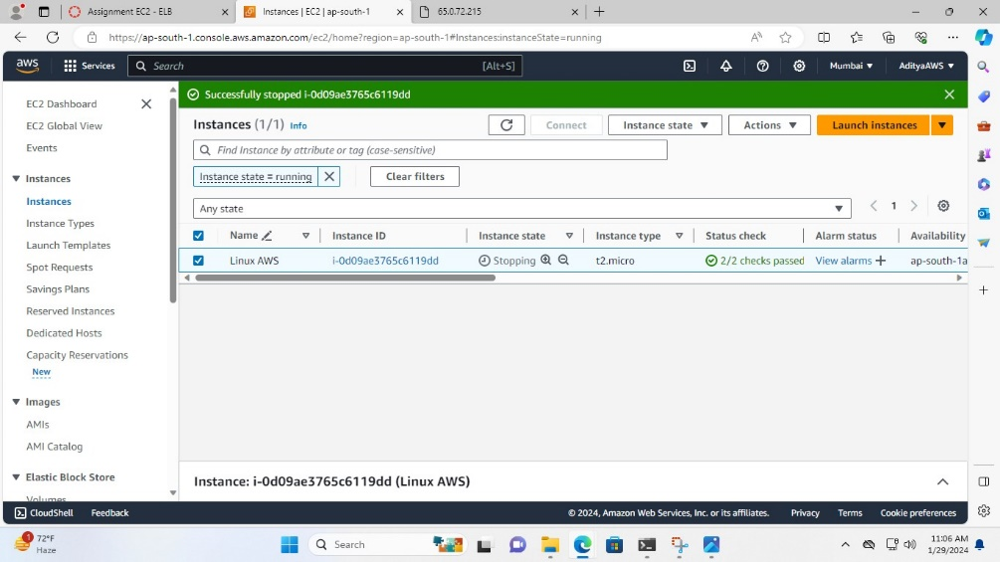 Assignment EC2 - ELB
Instances | EC2 | ap-south-1
65.0.72.215
https://ap-south-1.console.aws.amazon.com/ec2/home?region=ap-south-1#Instances:instanceState=running
aws
Services
Search
[Alt+S]
Mumbai
AdityaAWS
EC2 Dashboard
EC2 Global View
Events
Instances
Instances
Instance Types
Launch Templates
Spot Requests
Savings Plans
Reserved Instances
Dedicated Hosts
Capacity Reservations
New
Images
AMIs
AMI Catalog
Elastic Block Store
Volumes
Successfully stopped i-0d09ae3765c6119dd
Instances (1/1) Info
Connect
Instance state
Actions
Launch instances
Find Instance by attribute or tag (case-sensitive)
Instance state = running
Clear filters
Any state
1
Name
Instance ID
Instance state
Instance type
Status check
Alarm status
Availability
Linux AWS
i-0d09ae3765c6119dd
Stopping
t2.micro
2/2 checks passed
View alarms
ap-south-1a
Instance: i-0d09ae3765c6119dd (Linux AWS)
CloudShell
Feedback
© 2024, Amazon Web Services, Inc. or its affiliates.
Privacy
Terms
Cookie preferences
1
72°F
Haze
Search
11:06 AM
1/29/2024